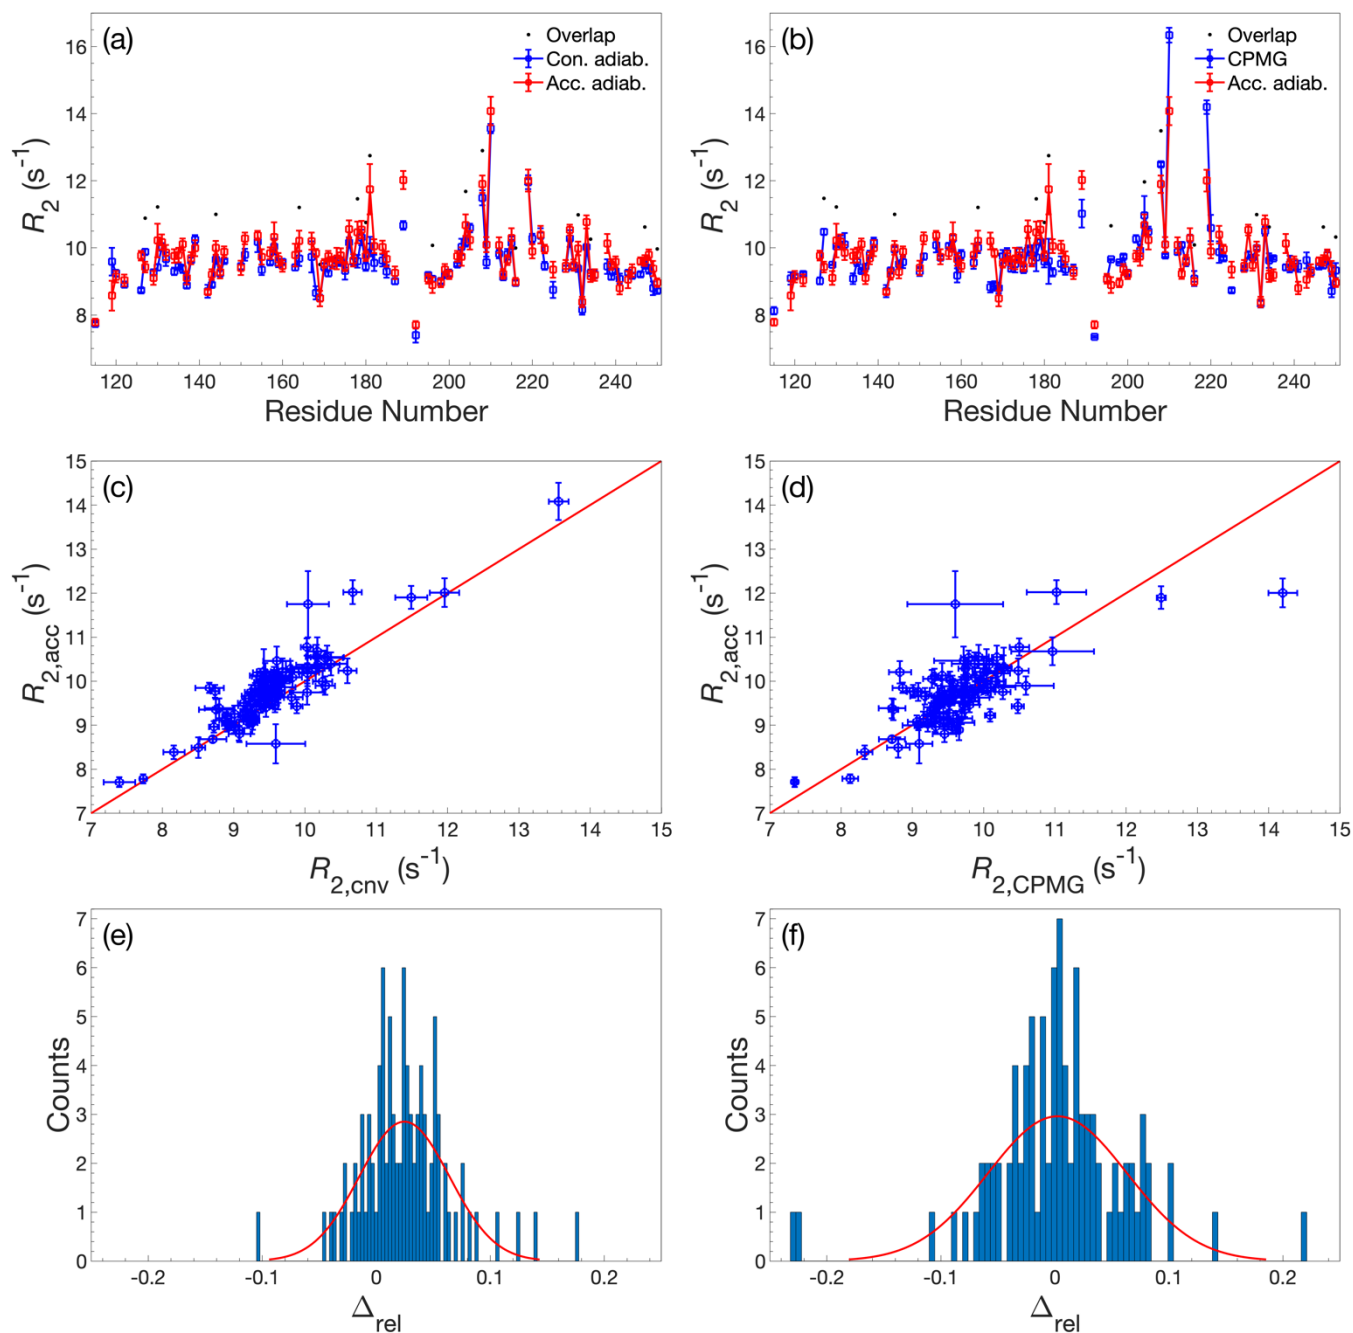 (a)
Overlap
Con. adiab.
Acc. adiab.
16
14
12
10
8
R2 (s−1)
120 140 160 180 200 220 240
Residue Number
(b)
Overlap
CPMG
Acc. adiab.
16
14
12
10
8
R2 (s−1)
120 140 160 180 200 220 240
Residue Number
(c)
15
14
13
12
11
10
9
8
7
R2,acc (s−1)
7 8 9 10 11 12 13 14 15
R2,cnv (s−1)
(d)
15
14
13
12
11
10
9
8
7
R2,acc (s−1)
7 8 9 10 11 12 13 14 15
R2,CPMG (s−1)
(e)
7
6
5
4
3
2
1
0
Counts
-0.2 -0.1 0 0.1 0.2
Δrel
(f)
7
6
5
4
3
2
1
0
Counts
-0.2 -0.1 0 0.1 0.2
Δrel